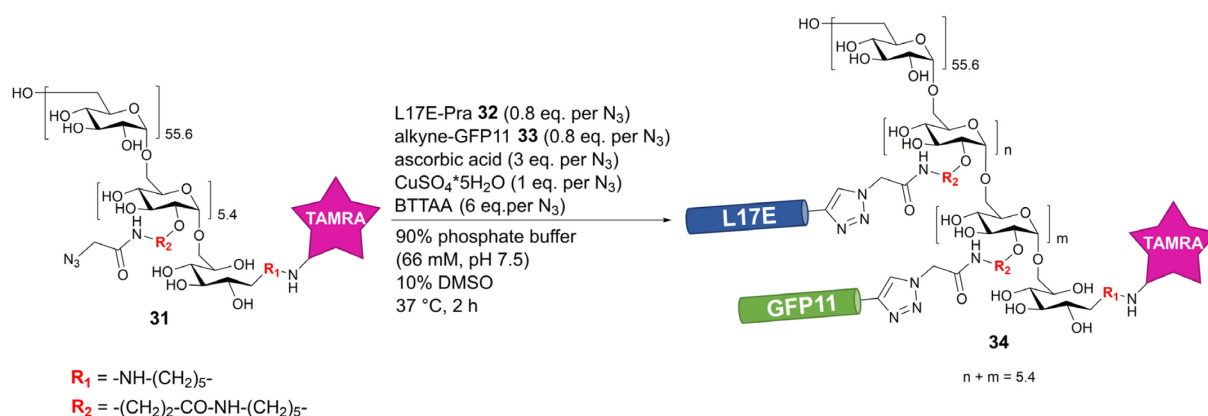 HO
O
HO
HO
OH
O
55.6
O
HO
HO
O
5.4
H
N
R2
O
O
N3
O
HO
HO
OH
OH
R1
N
H
TAMRA
31
L17E-Pra 32 (0.8 eq. per N3)
alkyne-GFP11 33 (0.8 eq. per N3)
ascorbic acid (3 eq. per N3)
CuSO4*5H2O (1 eq. per N3)
BTTAA (6 eq.per N3)
90% phosphate buffer
(66 mM, pH 7.5)
10% DMSO
37 °C, 2 h
HO
O
HO
HO
OH
O
55.6
O
HO
HO
O
n
H
N
R2
O
O
O
N
N=N
L17E
O
HO
HO
O
m
H
N
R2
O
O
O
N
N=N
GFP11
HO
HO
OH
OH
R1
N
H
TAMRA
34
n + m = 5.4
R1 = -NH-(CH2)5-
R2 = -(CH2)2-CO-NH-(CH2)5-